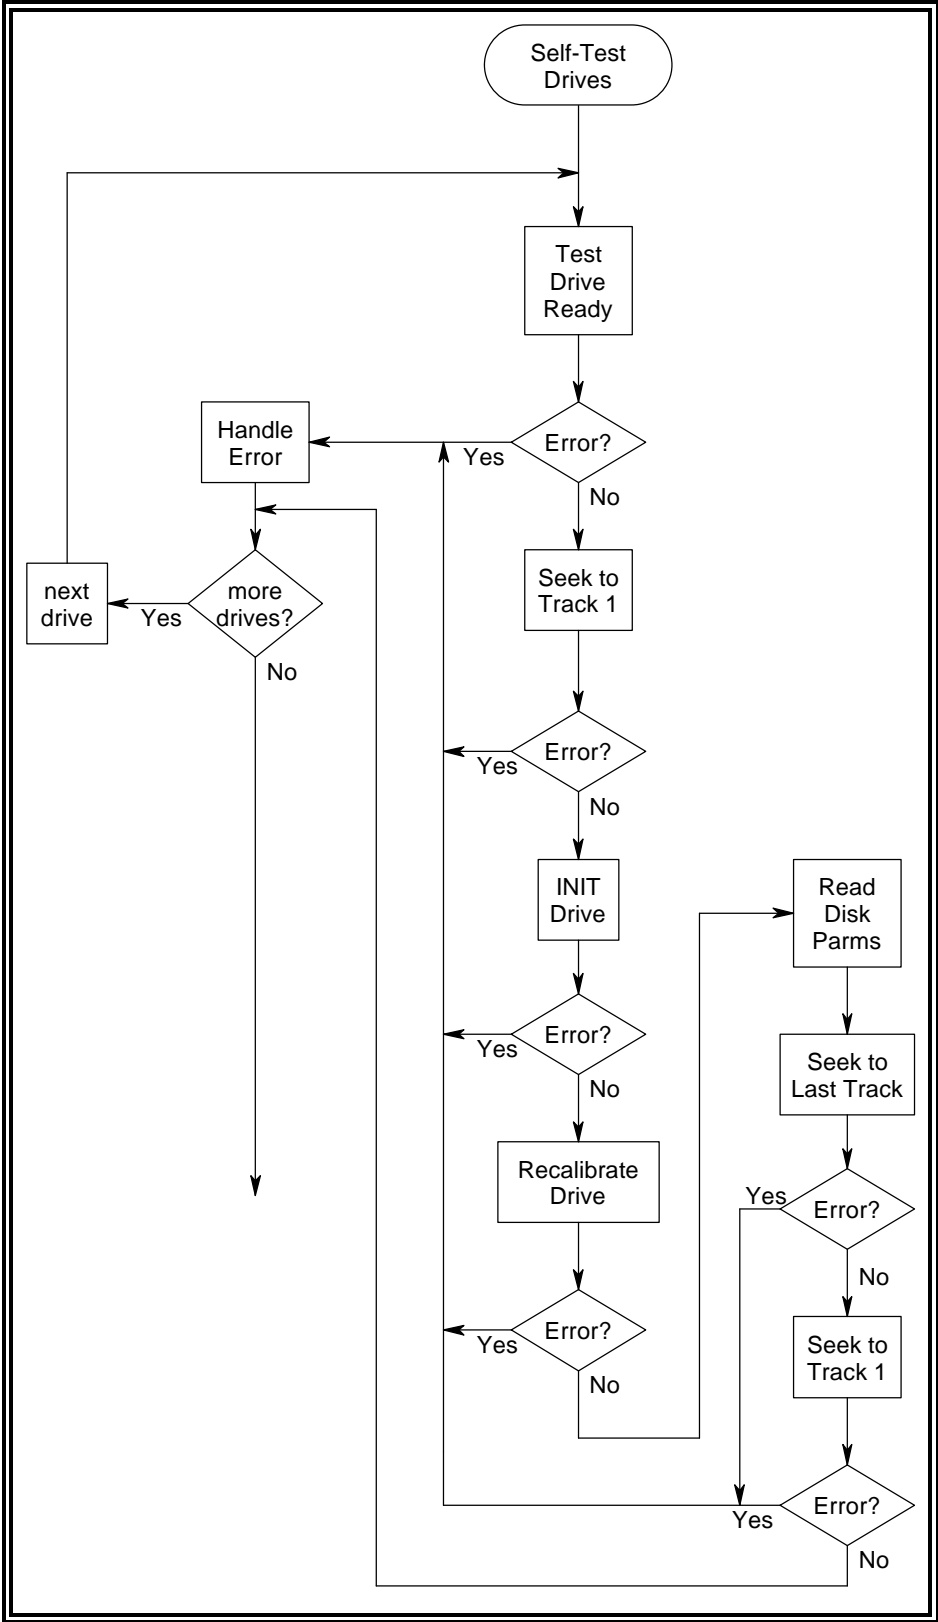 Self-Test
Drives
Test
Drive
Ready
Handle
Error
Yes
Error?
No
next
drive
Yes
more
drives?
No
Seek to
Track 1
Yes
Error?
No
INIT
Drive
Read
Disk
Parms
Yes
Error?
No
Seek to
Last Track
Recalibrate
Drive
Yes
Error?
No
Yes
Error?
No
Seek to
Track 1
Yes
Error?
No